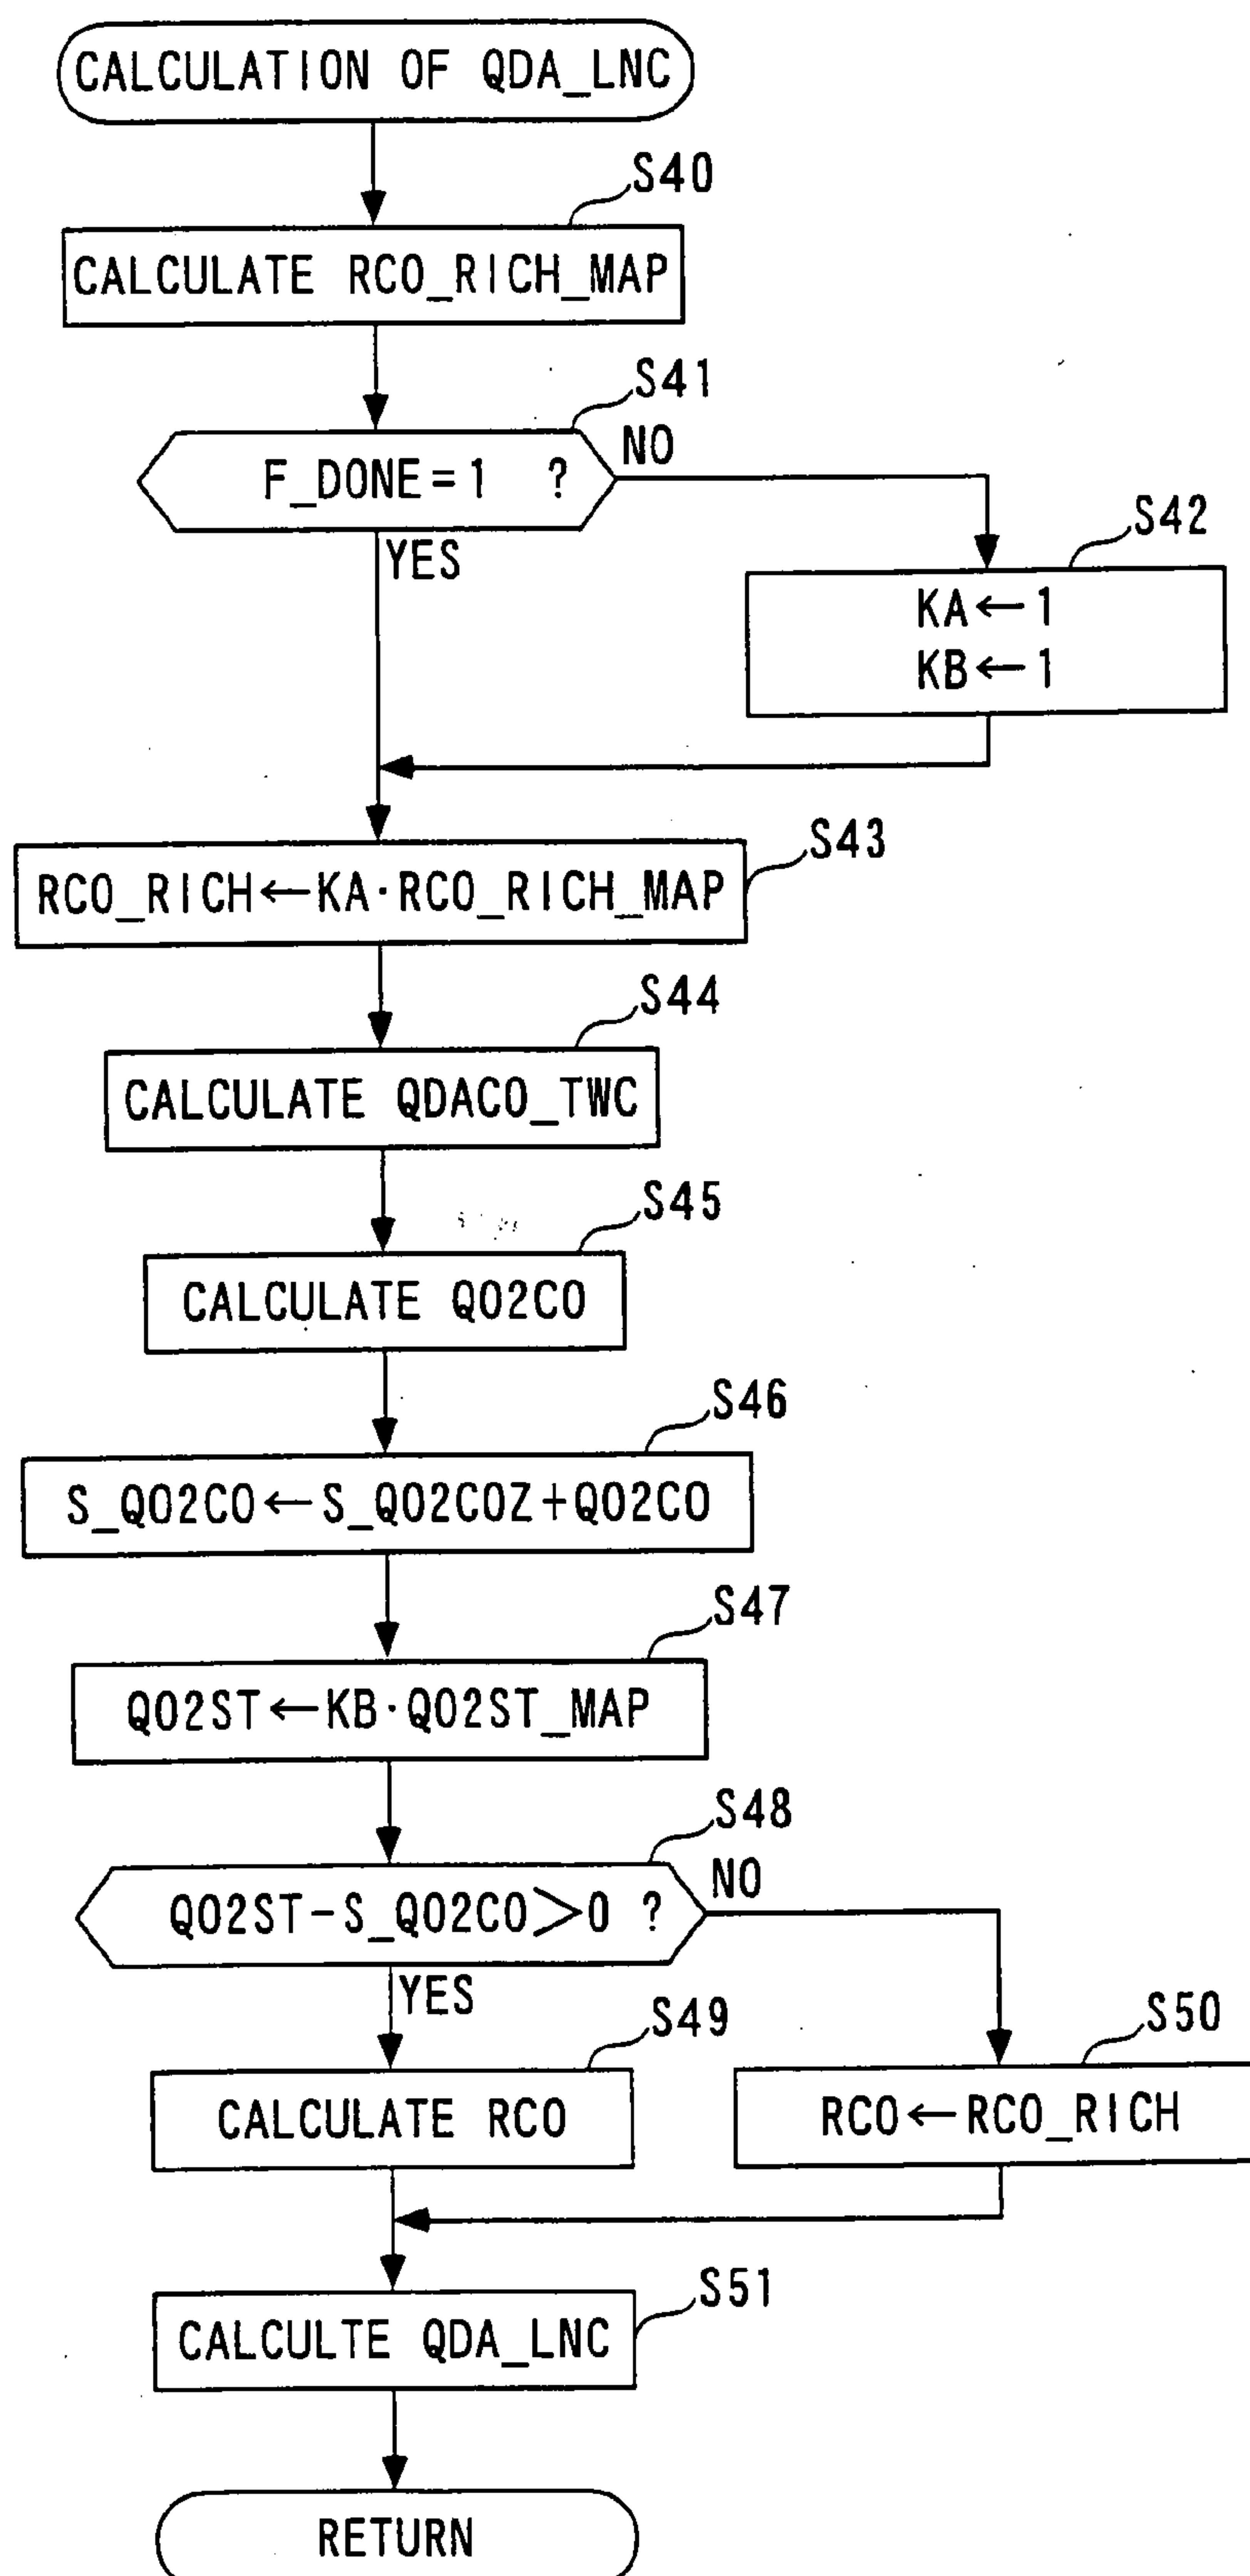 CALCULATION OF QDA_LNC
S40
CALCULATE RCO_RICH_MAP
S41
F_DONE=1 ?
NO
YES
S42
KA←1
KB←1
S43
RCO_RICH←KA·RCO_RICH_MAP
S44
CALCULATE QDACO_TWC
S45
CALCULATE QO2CO
S46
S_QO2CO←S_QO2COZ+QO2CO
S47
QO2ST←KB·QO2ST_MAP
S48
QO2ST-S_QO2CO>0 ?
NO
YES
S49
CALCULATE RCO
S50
RCO←RCO_RICH
S51
CALCULTE QDA_LNC
RETURN